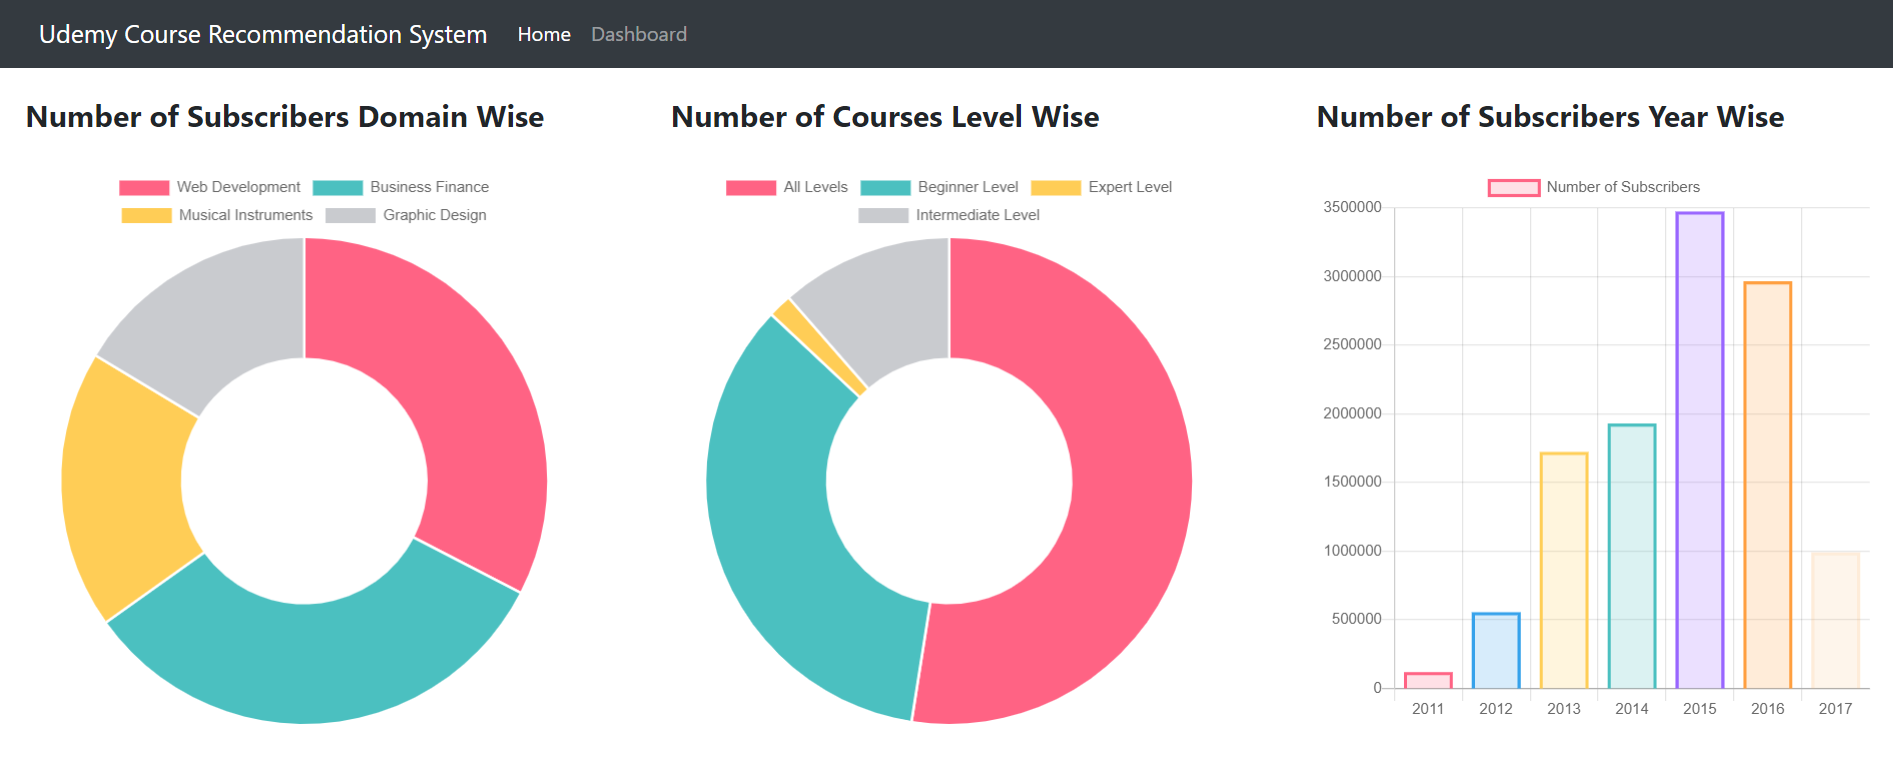 Udemy Course Recommendation System Home Dashboard
Number of Subscribers Domain Wise
Web Development Business Finance
Musical Instruments Graphic Design
Number of Courses Level Wise
All Levels Beginner Level Expert Level
Intermediate Level
Number of Subscribers Year Wise
Number of Subscribers
3500000
3000000
2500000
2000000
1500000
1000000
500000
0
2011 2012 2013 2014 2015 2016 2017